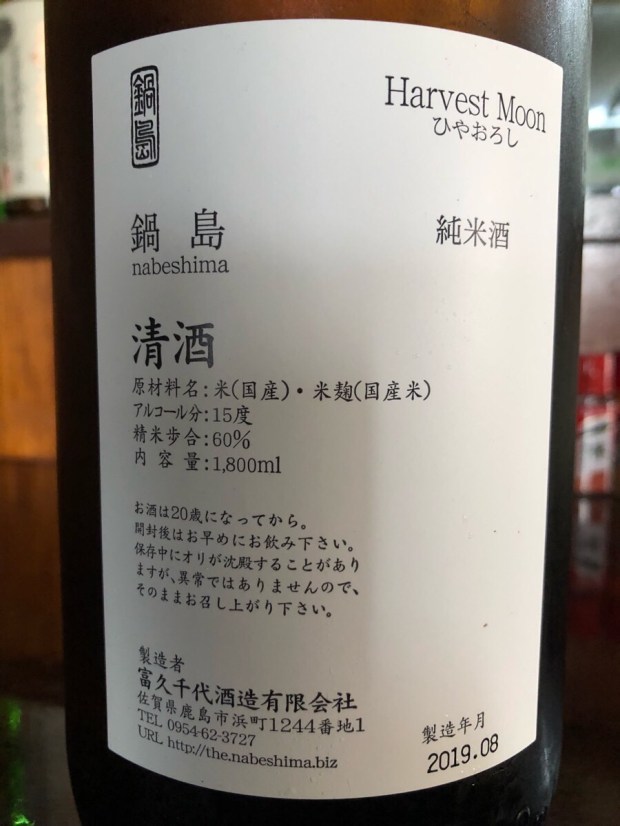 鍋島
Harvest Moon
ひやおろし
鍋島
nabeshima
純米酒
清酒
原材料名:米(国産)・米麹(国産米)
アルコール分:15度
精米歩合:60%
内容量:1,800ml
お酒は20歳になってから。
開封後はお早めにお飲み下さい。
保存中にオリが沈殿することがあり
ますが、異常ではありませんので、
そのままお召し上がり下さい。
製造者
富久千代酒造有限会社
佐賀県鹿島市浜町1244番地1
TEL 0954-62-3727
URL http://the.nabeshima.biz
製造年月
2019.08